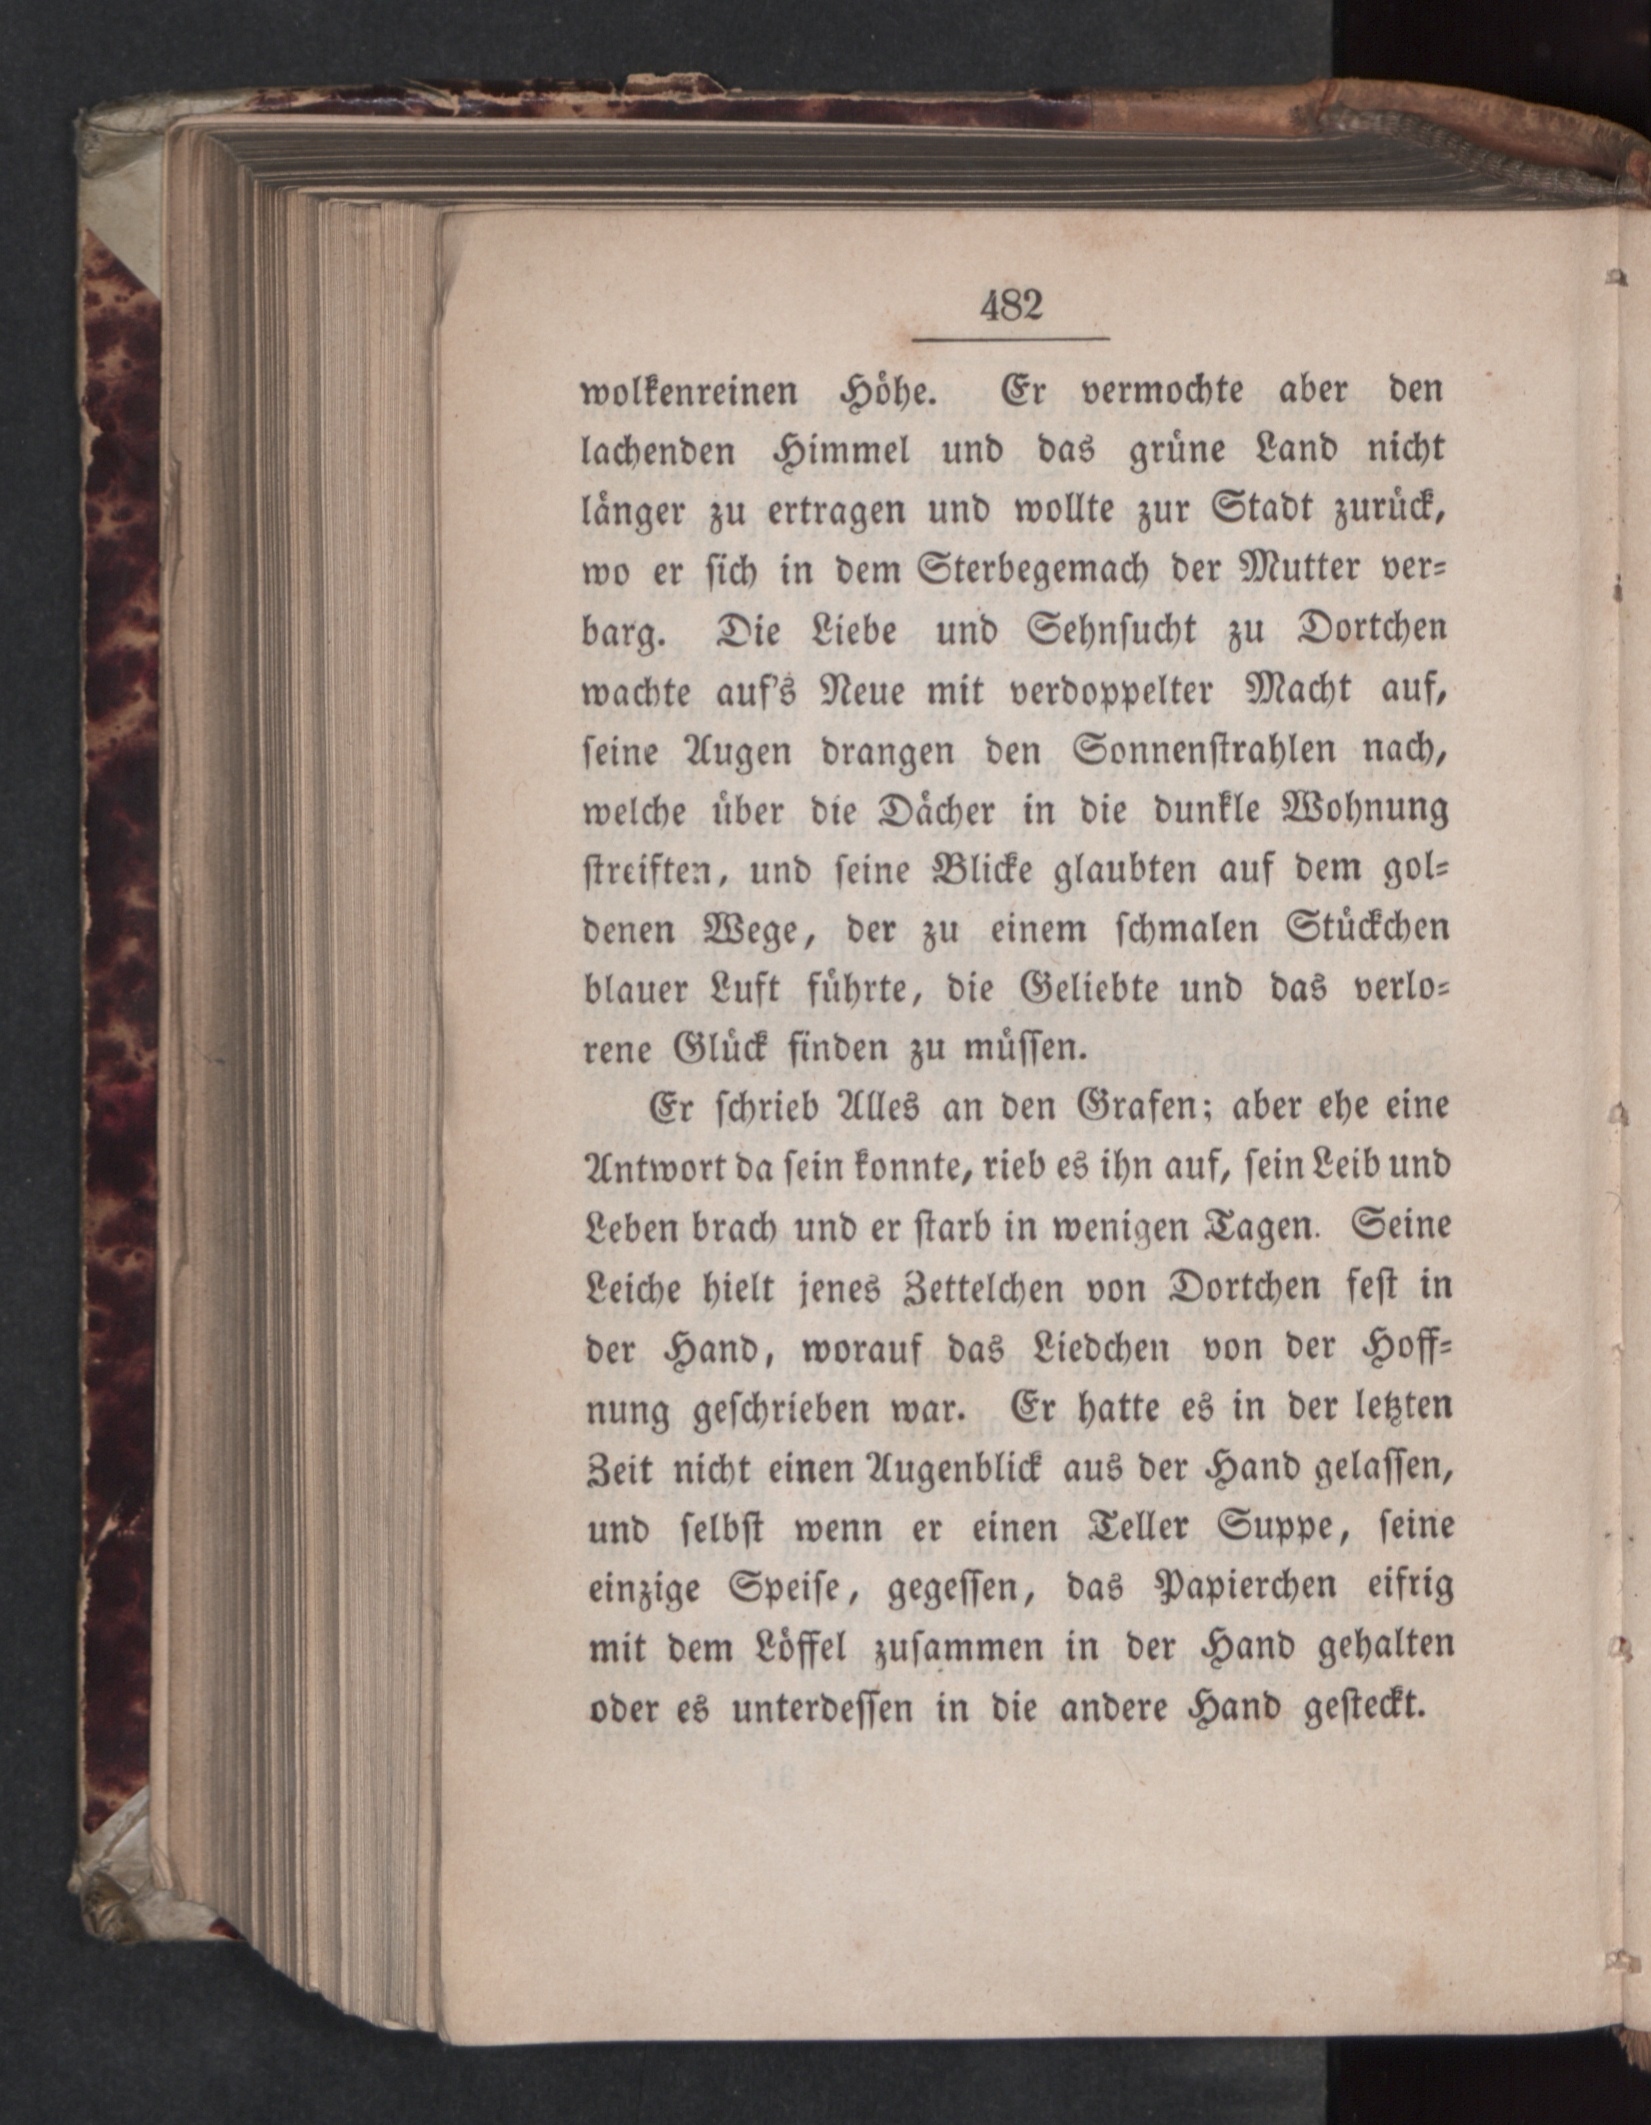 482
wolkenreinen Höhe. Er vermochte aber den
lachenden Himmel und das grüne Land nicht
länger zu ertragen und wollte zur Stadt zurück,
wo er ſich in dem Sterbegemach der Mutter ver⸗
barg. Die Liebe und Sehnſucht zu Dortchen
wachte auf's Neue mit verdoppelter Macht auf,
ſeine Augen drangen den Sonnenſtrahlen nach,
welche über die Dächer in die dunkle Wohnung
ſtreiften, und ſeine Blicke glaubten auf dem gol⸗
denen Wege, der zu einem ſchmalen Stückchen
blauer Luft führte, die Geliebte und das verlo⸗
rene Glück finden zu müſſen.
Er ſchrieb Alles an den Grafen; aber ehe eine
Antwort da ſein konnte, rieb es ihn auf, ſein Leib und
Leben brach und er ſtarb in wenigen Tagen. Seine
Leiche hielt jenes Zettelchen von Dortchen feſt in
der Hand, worauf das Liedchen von der Hoff⸗
nung geſchrieben war. Er hatte es in der letzten
Zeit nicht einen Augenblick aus der Hand gelaſſen,
und ſelbſt wenn er einen Teller Suppe, ſeine
einzige Speiſe, gegeſſen, das Papierchen eifrig
mit dem Löffel zuſammen in der Hand gehalten
oder es unterdeſſen in die andere Hand geſteckt.